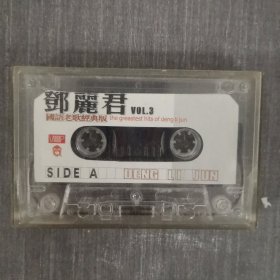 鄧麗君 VOL.3
國語老歌經典版 the greastest hits of deng li jun
SIDE A DENG LI JUN